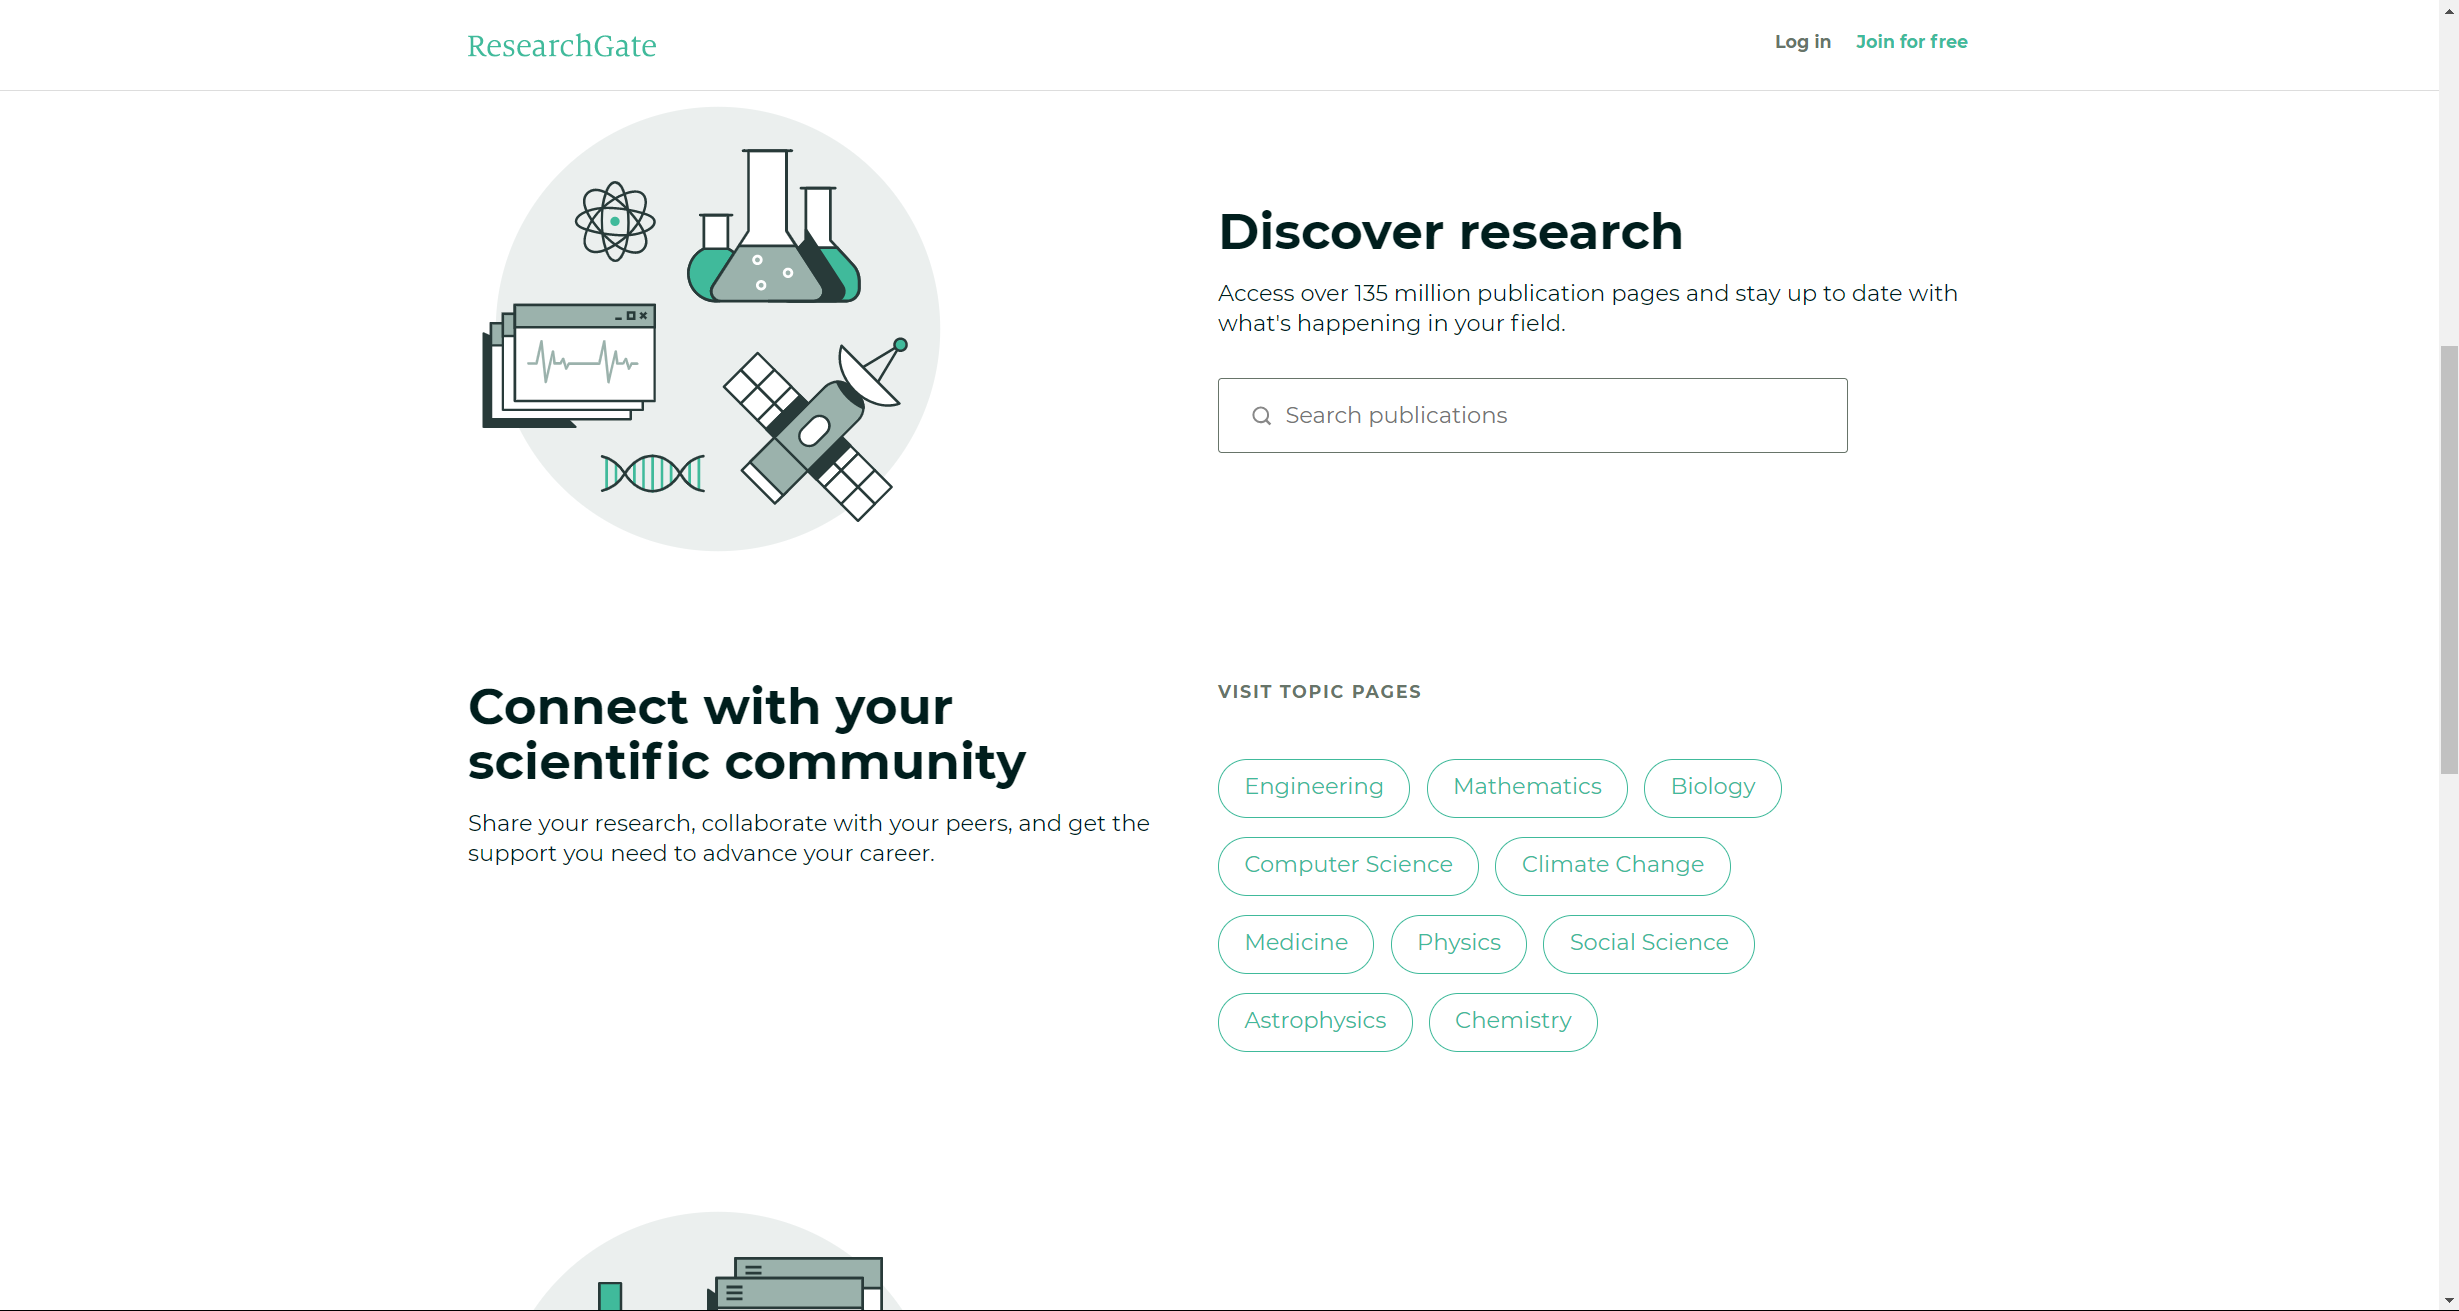 ResearchGate
Log in
Join for free
Discover research
Access over 135 million publication pages and stay up to date with
what's happening in your field.
Search publications
Connect with your
scientific community
Share your research, collaborate with your peers, and get the
support you need to advance your career.
VISIT TOPIC PAGES
Engineering
Mathematics
Biology
Computer Science
Climate Change
Medicine
Physics
Social Science
Astrophysics
Chemistry